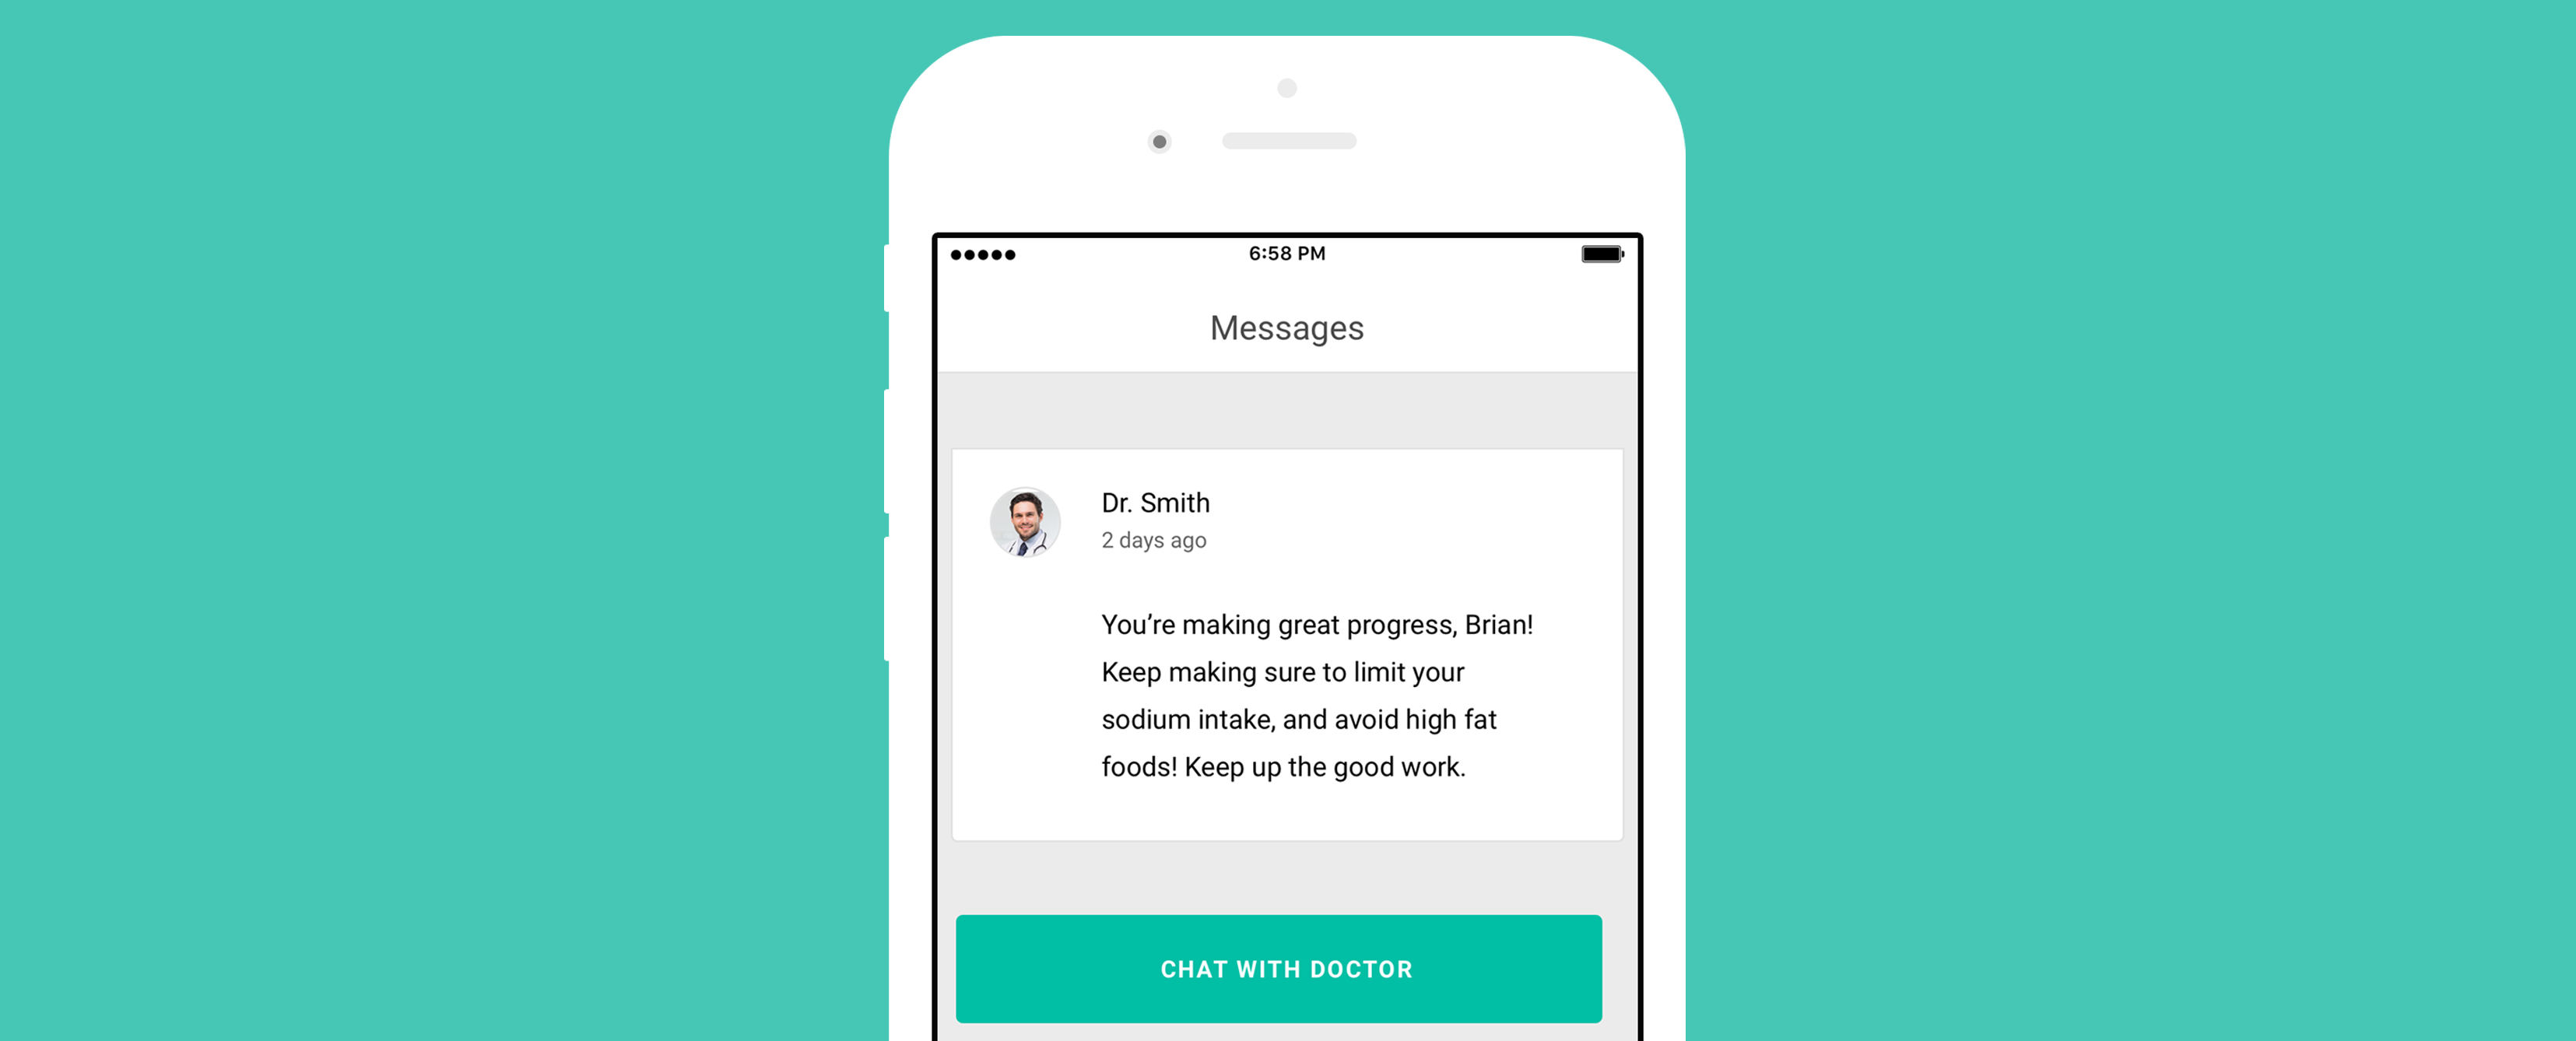 6:58 PM
Messages
Dr. Smith
2 days ago
You’re making great progress, Brian!
Keep making sure to limit your
sodium intake, and avoid high fat
foods! Keep up the good work.
CHAT WITH DOCTOR